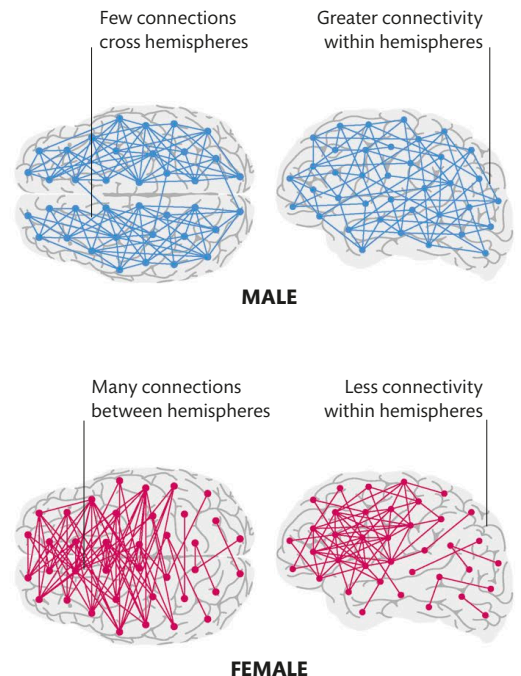 Few connections
cross hemispheres
Greater connectivity
within hemispheres
MALE
Many connections
between hemispheres
Less connectivity
within hemispheres
FEMALE